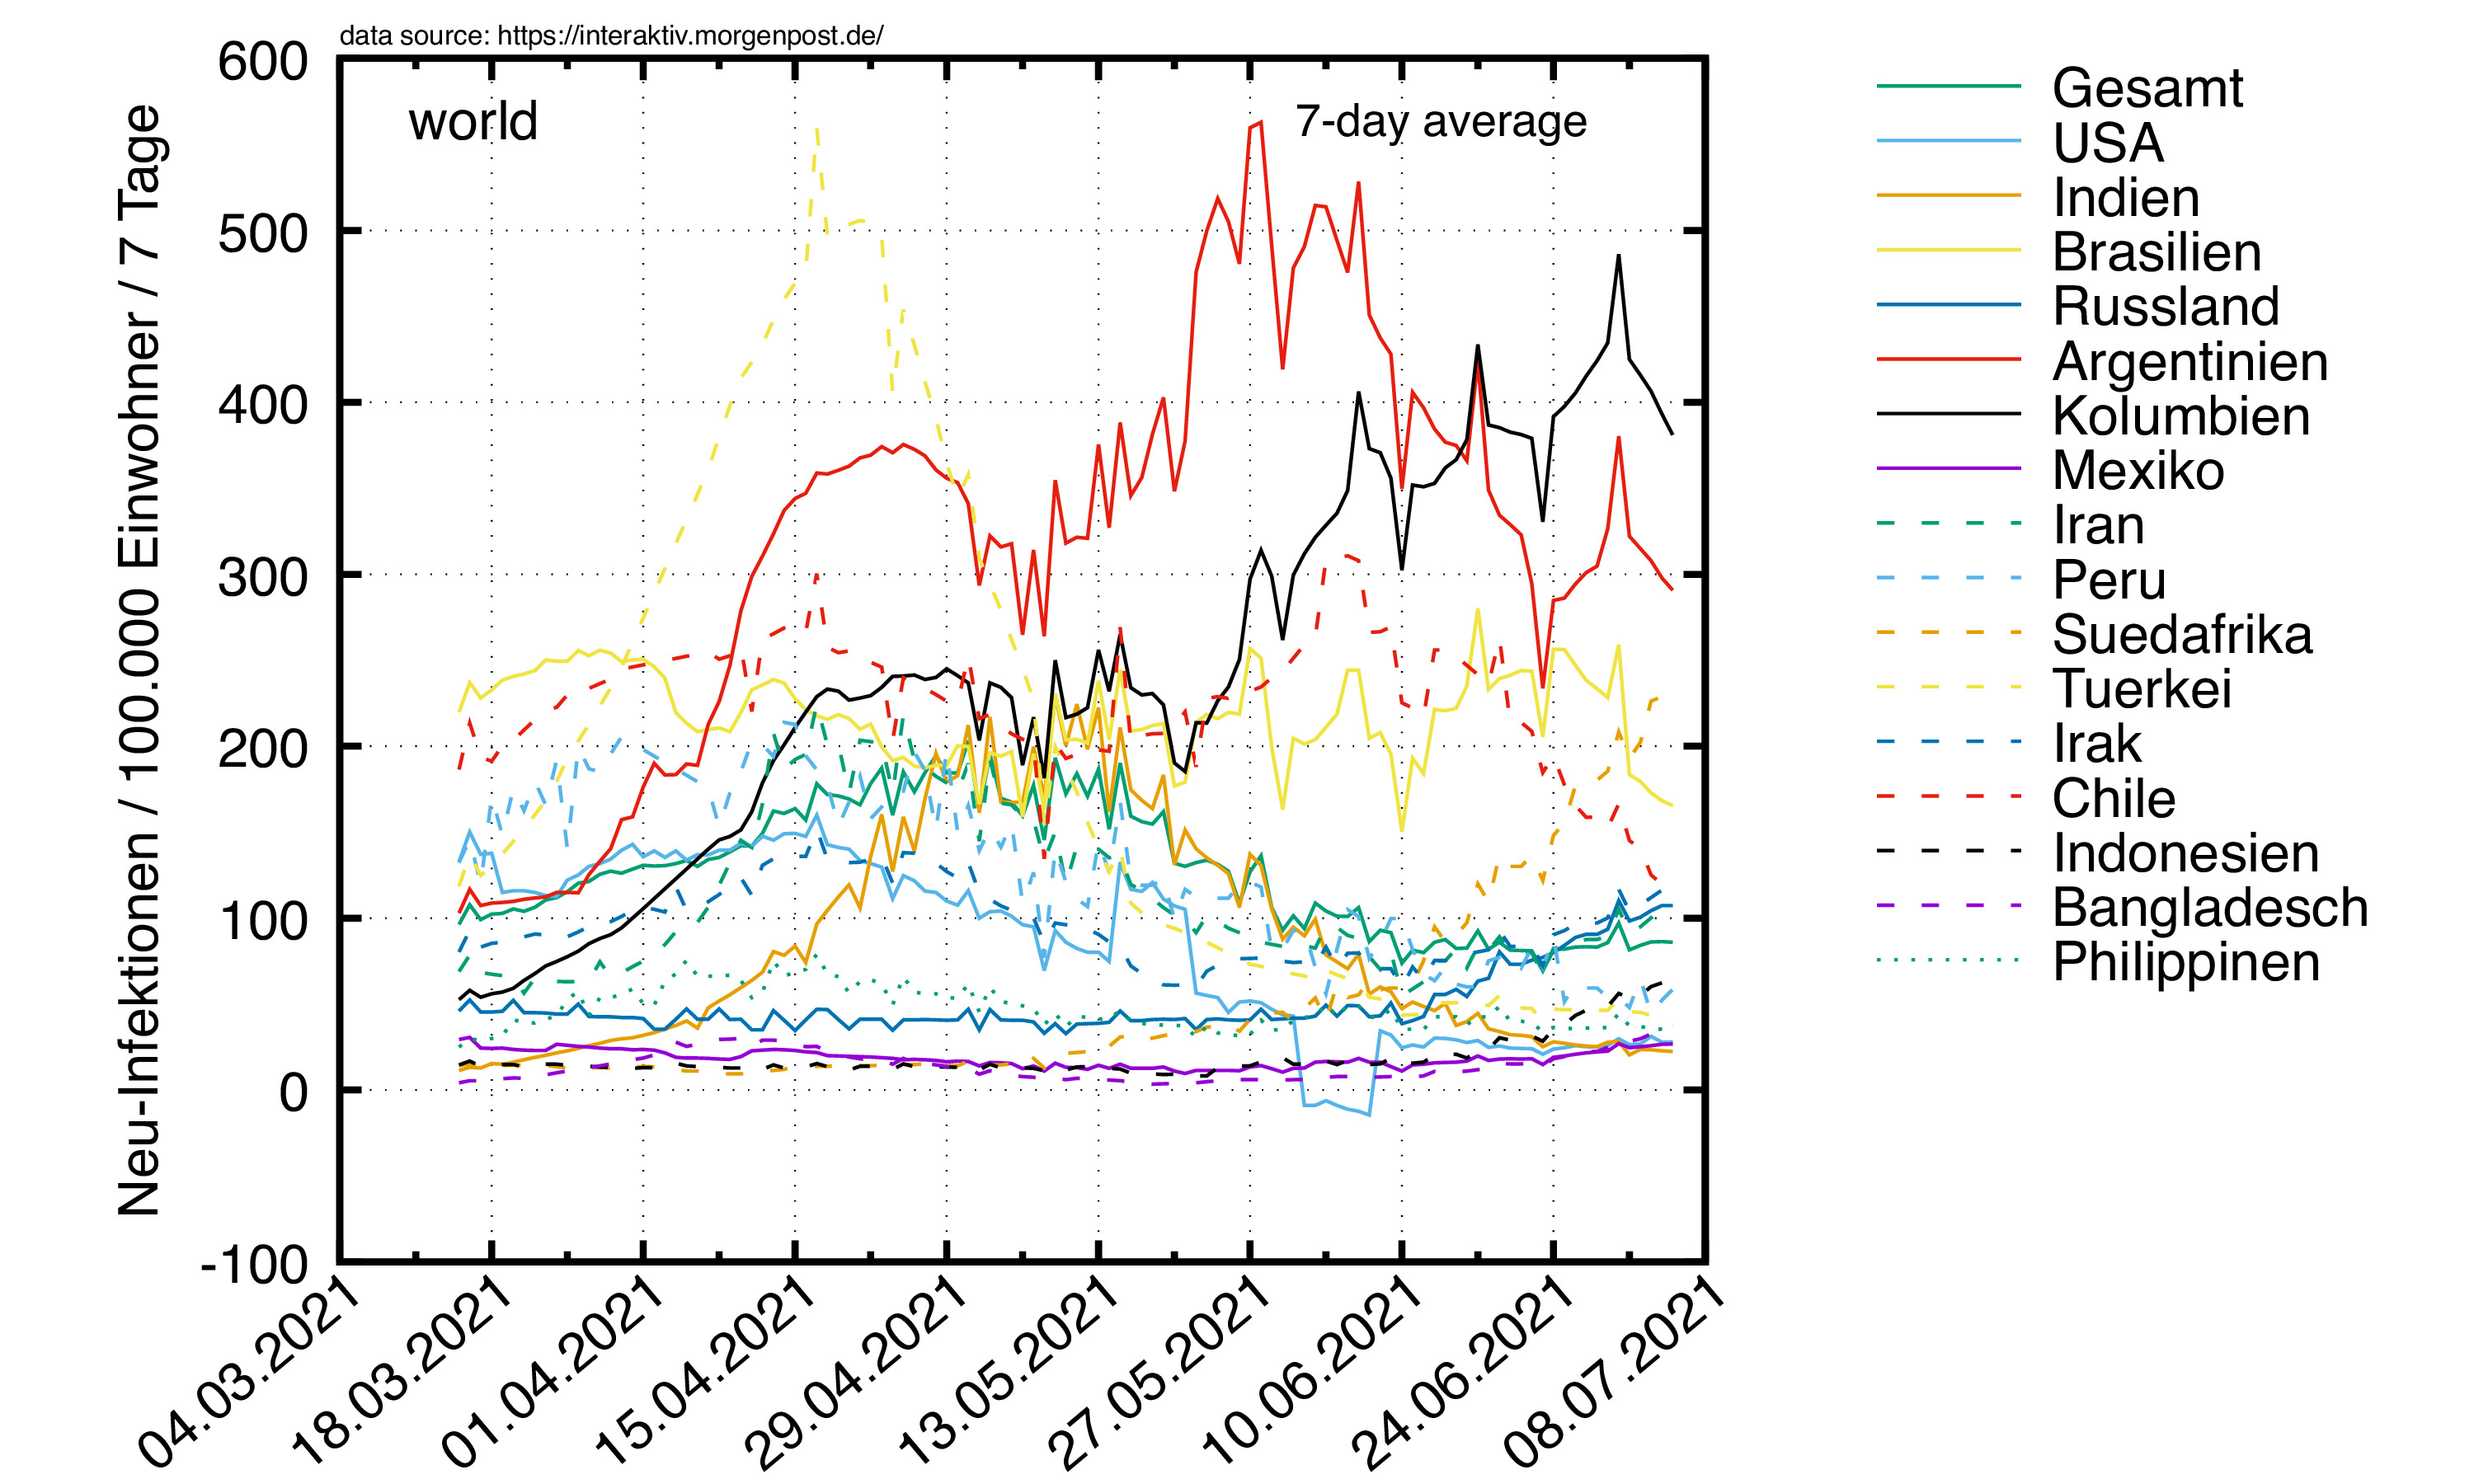 data source: https://interaktiv.morgenpost.de/
world
7-day average
Neu-Infektionen / 100.000 Einwohner / 7 Tage
600
500
400
300
200
100
0
-100
04.03.2021
18.03.2021
01.04.2021
15.04.2021
29.04.2021
13.05.2021
27.05.2021
10.06.2021
24.06.2021
08.07.2021
Gesamt
USA
Indien
Brasilien
Russland
Argentinien
Kolumbien
Mexiko
Iran
Peru
Suedafrika
Tuerkei
Irak
Chile
Indonesien
Bangladesch
Philippinen